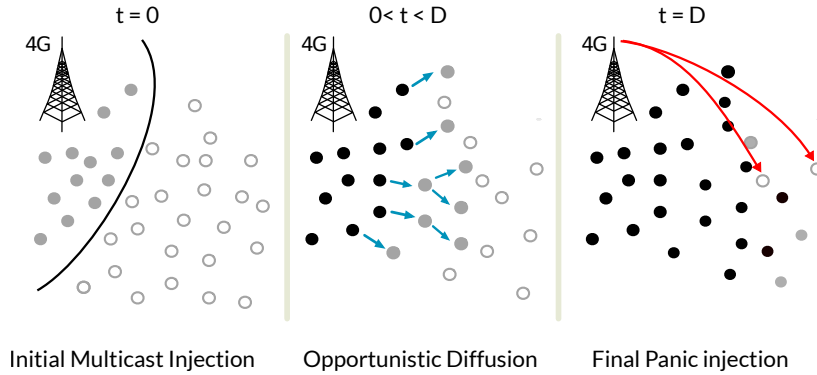 t = 0
0< t < D
t = D
4G
4G
4G
Initial Multicast Injection
Opportunistic Diffusion
Final Panic injection